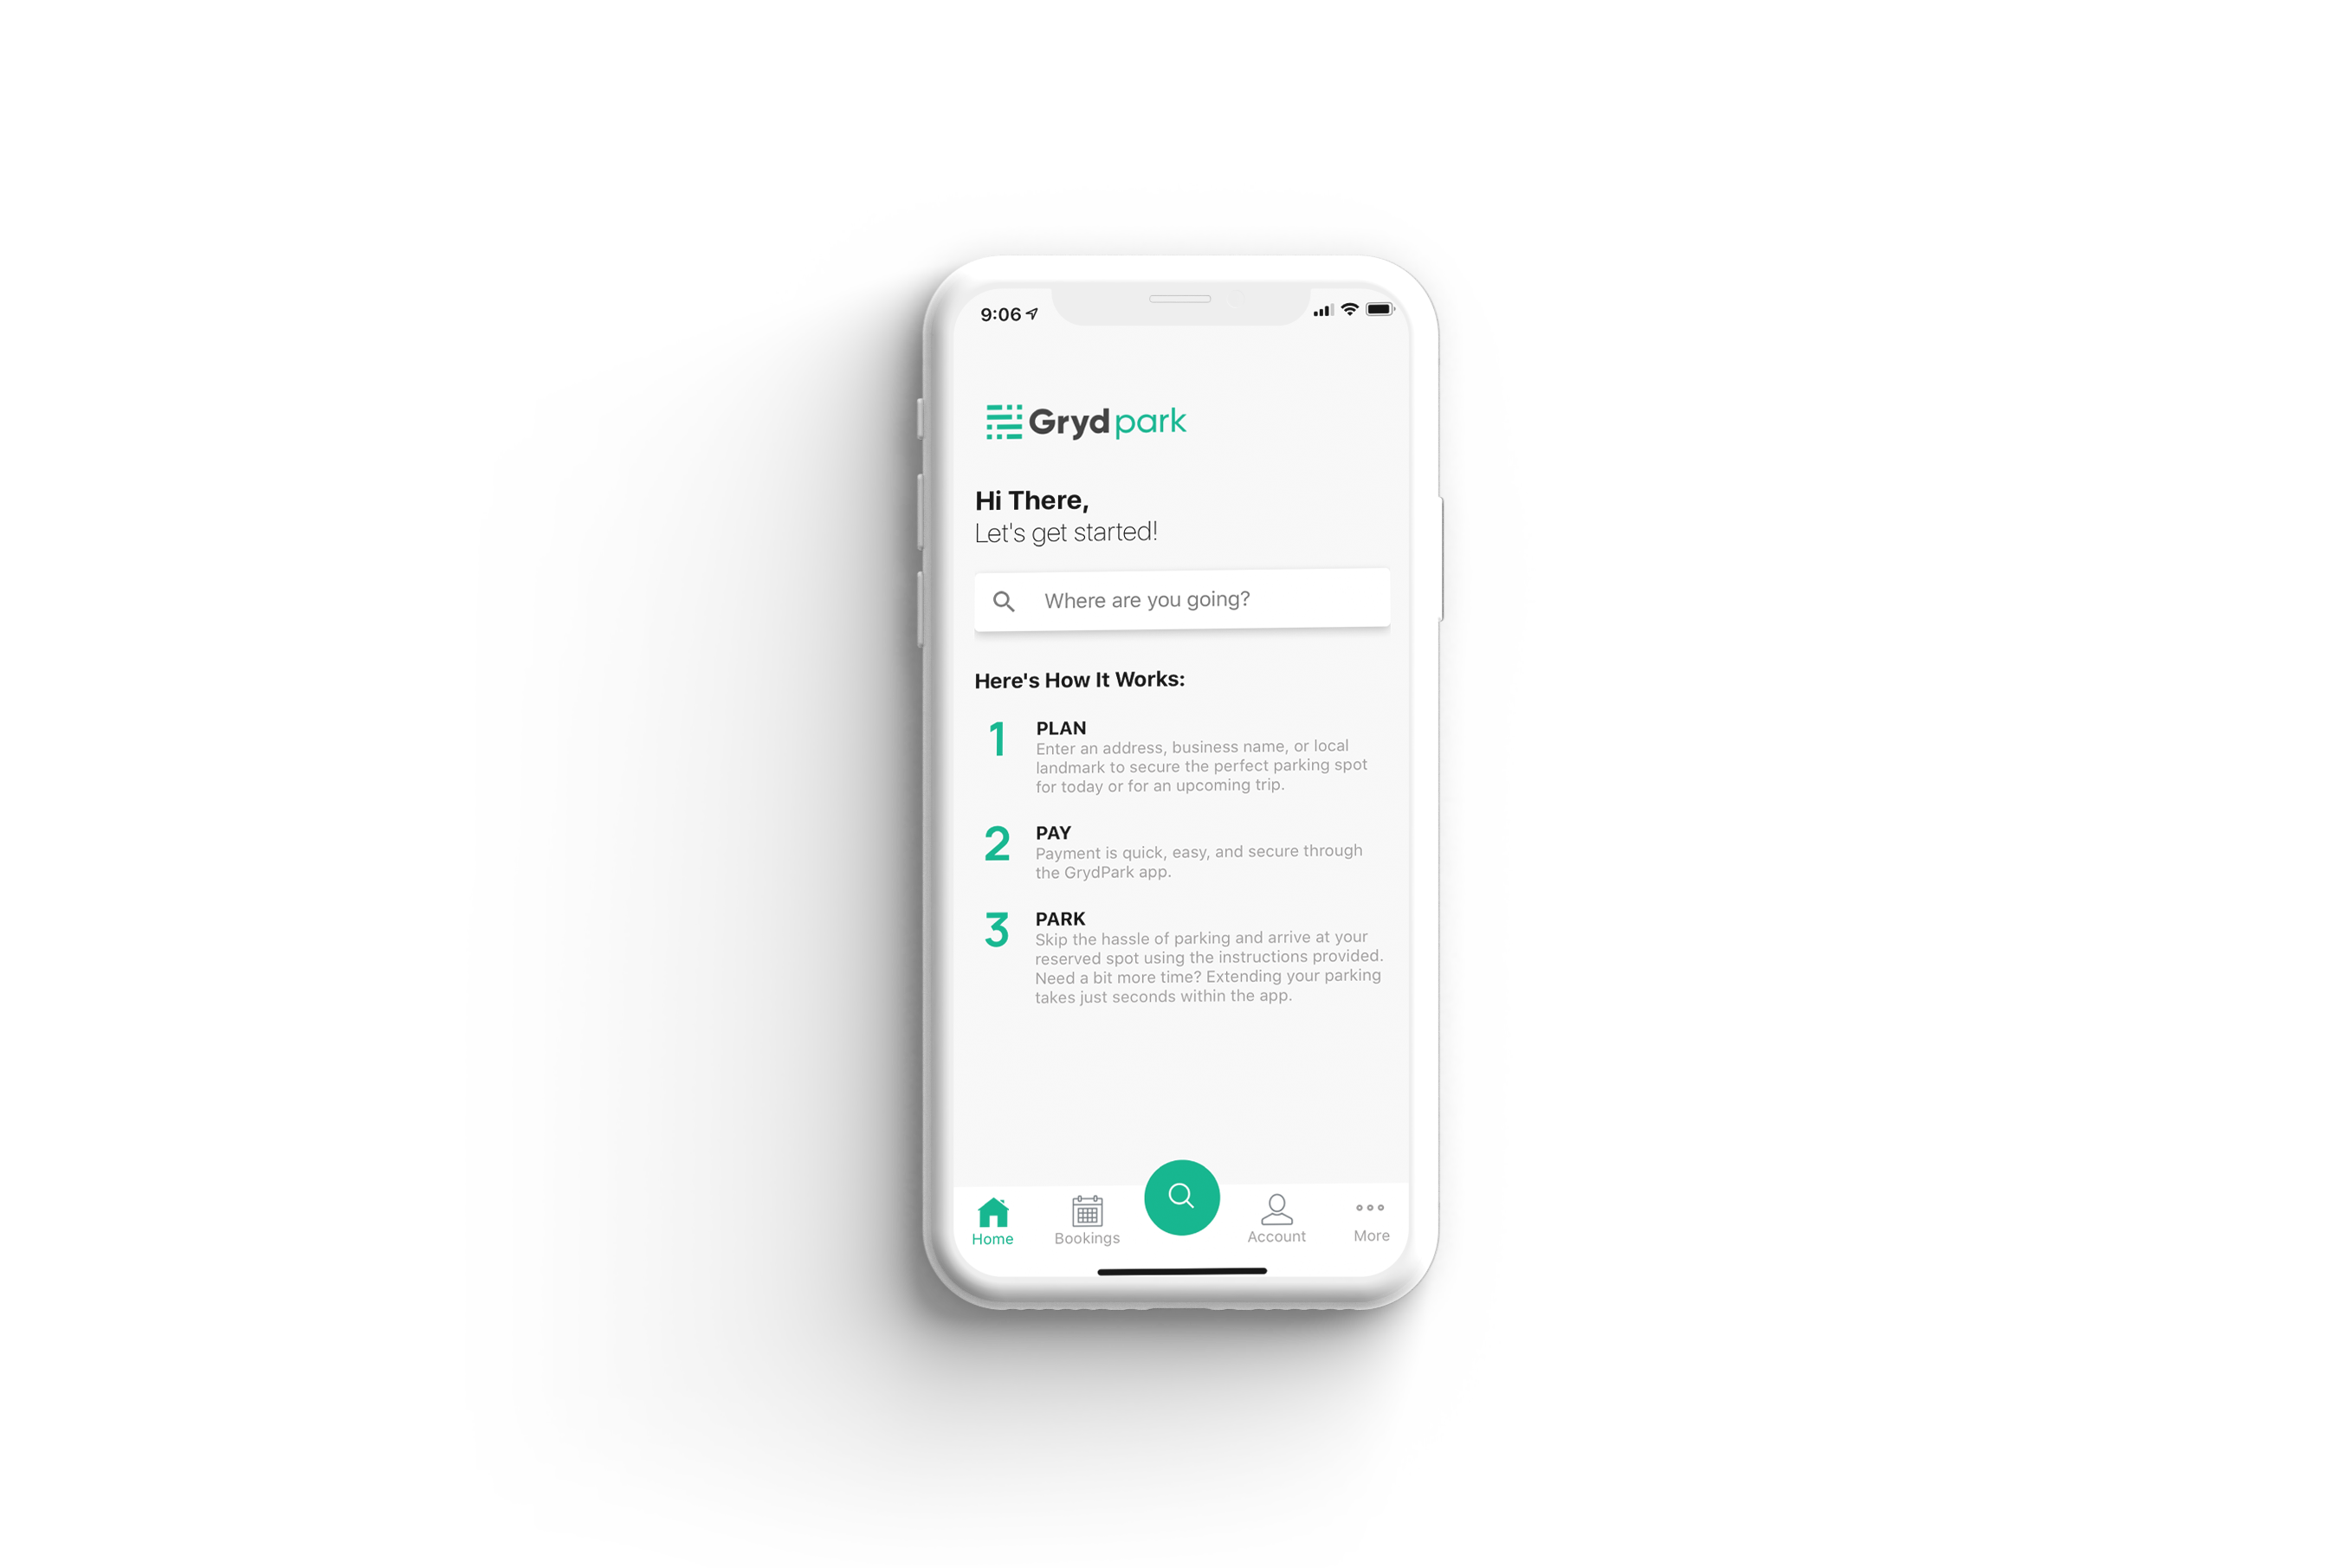 9:06
Gryd park
Hi There,
Let's get started!
Where are you going?
Here's How It Works:
1
PLAN
Enter an address, business name, or local
landmark to secure the perfect parking spot
for today or for an upcoming trip.
2
PAY
Payment is quick, easy, and secure through
the GrydPark app.
3
PARK
Skip the hassle of parking and arrive at your
reserved spot using the instructions provided.
Need a bit more time? Extending your parking
takes just seconds within the app.
Home
Bookings
Account
More